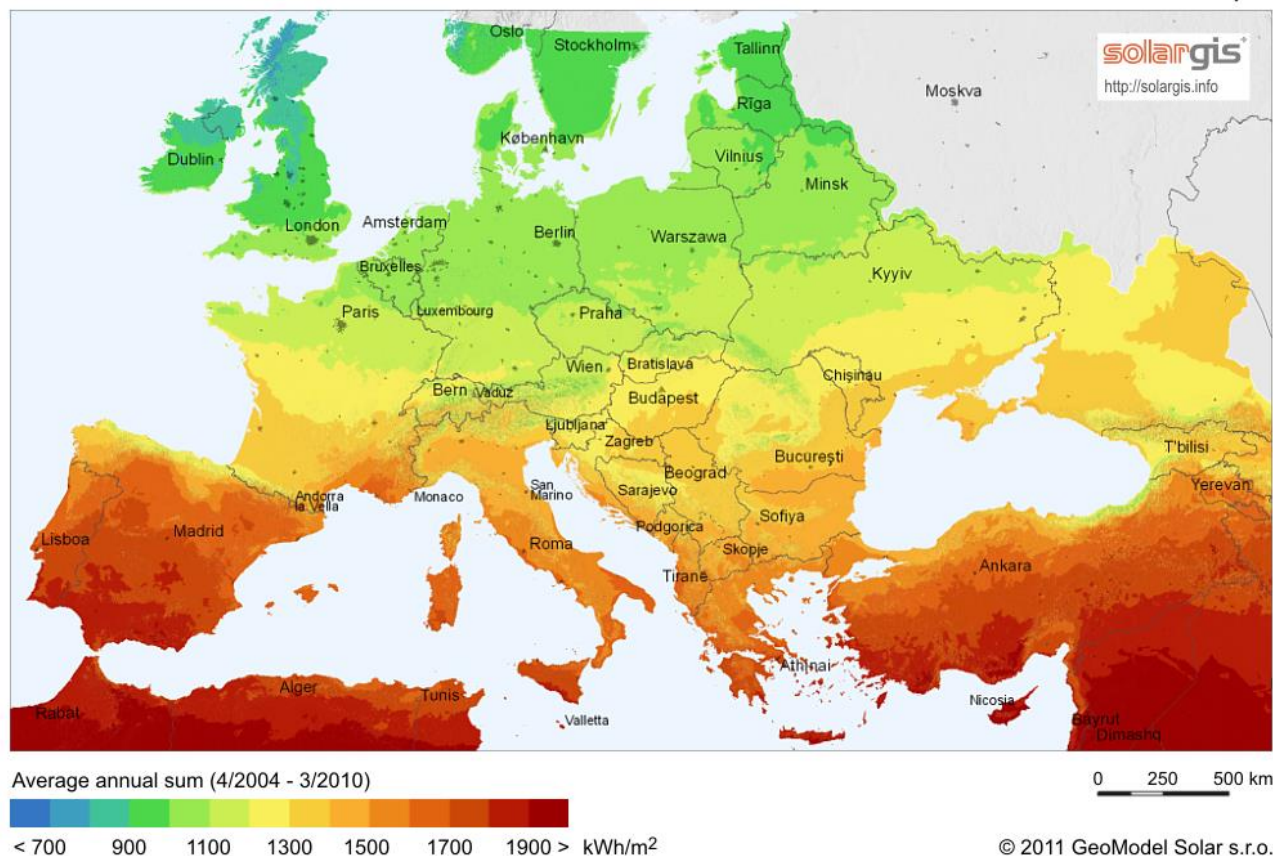 Oslo
Stockholm
Tallinn
solargis
http://solargis.info
Moskva
Rīga
København
Dublin
Vilnius
Minsk
London
Amsterdam
Berlin
Warszawa
Bruxelles
Kyyiv
Paris
Luxembourg
Praha
Wien
Bratislava
Chişinau
Bern
Vaduz
Budapest
Ljubljana
Zagreb
T'bilisi
Beograd
Bucureşti
Yerevan
Andorra
la Vella
Monaco
San
Marino
Sarajevo
Podgorica
Sofiya
Lisboa
Madrid
Roma
Skopje
Ankara
Tiranë
Athínai
Alger
Tunis
Nicosia
Rabat
Valletta
Bayrut
Dimashq
Average annual sum (4/2004 - 3/2010)
0 250 500 km
< 700 900 1100 1300 1500 1700 1900 > kWh/m²
© 2011 GeoModel Solar s.r.o.